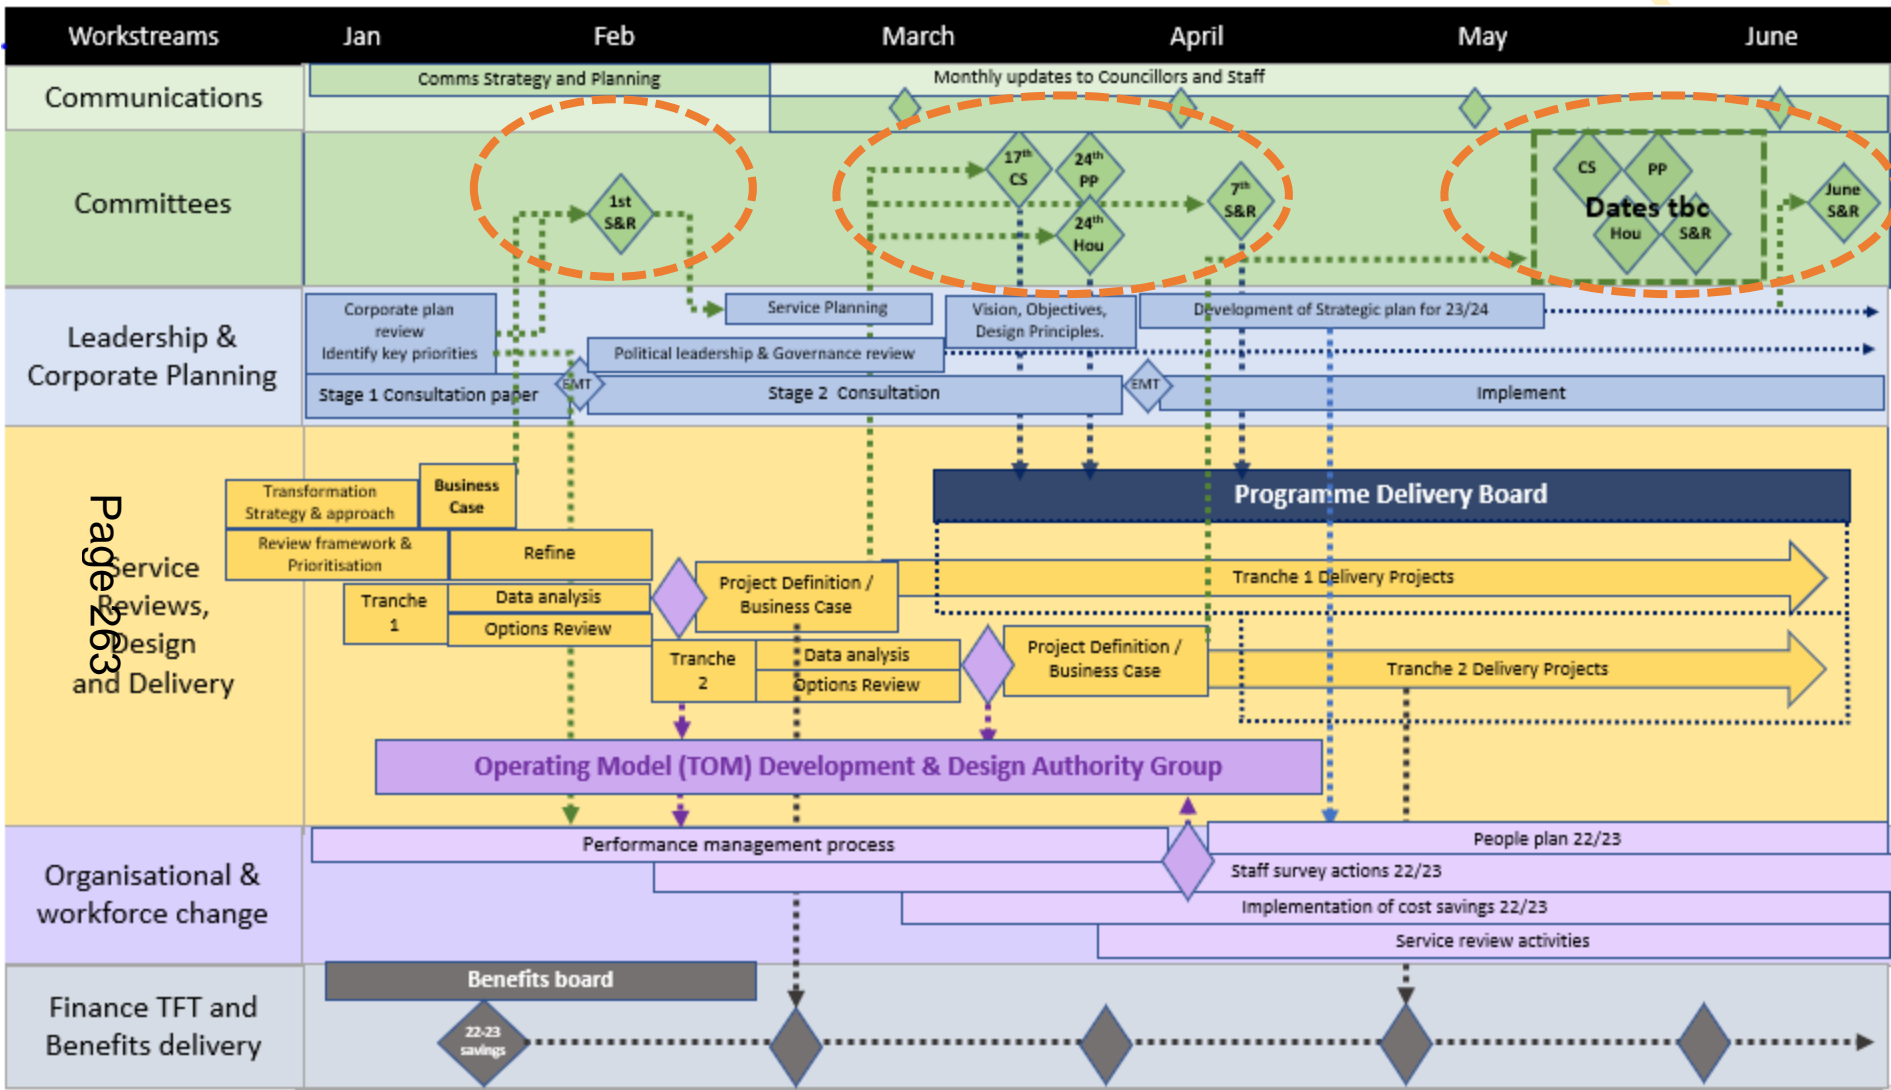 Workstreams Jan Feb March April May June
Communications
Comms Strategy and Planning
Monthly updates to Councillors and Staff
Committees
1st
S&R
17th
CS
24th
PP
24th
Hou
7th
S&R
CS
PP
Dates tbc
Hou
S&R
June
S&R
Leadership &
Corporate Planning
Corporate plan
review
Identify key priorities
Service Planning
Vision, Objectives,
Design Principles.
Development of Strategic plan for 23/24
Political leadership & Governance review
Stage 1 Consultation paper
EMT
Stage 2 Consultation
EMT
Implement
Page 263
Service
Reviews,
Design
and Delivery
Transformation
Strategy & approach
Business
Case
Review framework &
Prioritisation
Refine
Tranche
1
Data analysis
Options Review
Project Definition /
Business Case
Programme Delivery Board
Tranche 1 Delivery Projects
Tranche
2
Data analysis
Options Review
Project Definition /
Business Case
Tranche 2 Delivery Projects
Operating Model (TOM) Development & Design Authority Group
Organisational &
workforce change
Performance management process
People plan 22/23
Staff survey actions 22/23
Implementation of cost savings 22/23
Service review activities
Finance TFT and
Benefits delivery
Benefits board
22-23
savings